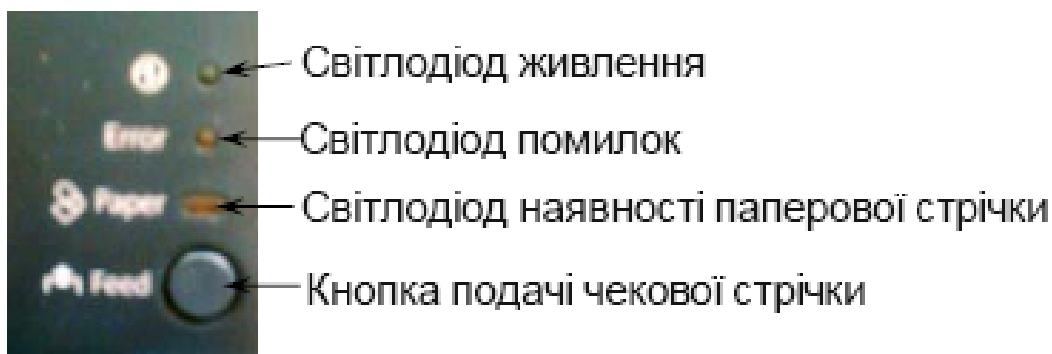 Світлодіод живлення
Error Світлодіод помилок
Paper Світлодіод наявності паперової стрічки
Feed Кнопка подачі чекової стрічки